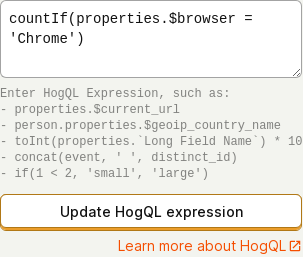 countIf(properties.$browser =
'Chrome')
Enter HogQL Expression, such as:
- properties.$current_url
- person.properties.$geoip_country_name
- toInt(properties.`Long Field Name`) * 10
- concat(event, ' ', distinct_id)
- if(1 < 2, 'small', 'large')
Update HogQL expression
Learn more about HogQL